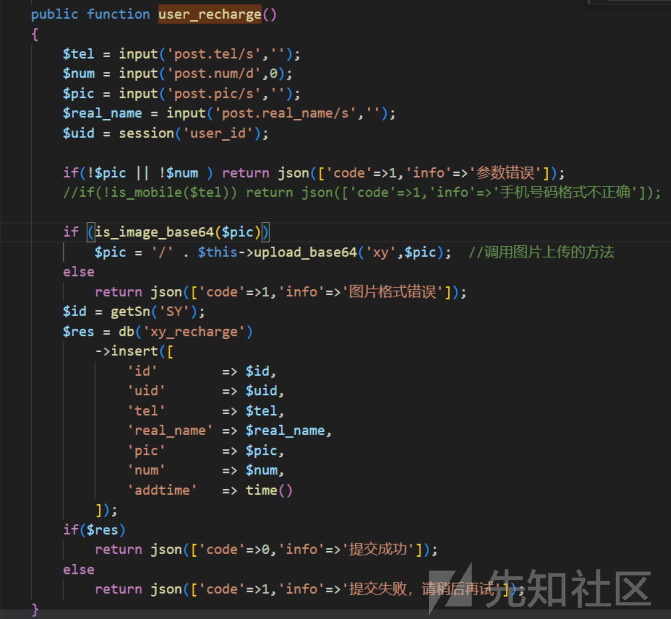 public function user_recharge()
{
$tel = input('post.tel/s','');
$num = input('post.num/d',0);
$pic = input('post.pic/s','');
$real_name = input('post.real_name/s','');
$uid = session('user_id');
if(!$pic || !$num ) return json(['code'=>1,'info'=>'参数错误']);
//if(!is_mobile($tel)) return json(['code'=>1,'info'=>'手机号码格式不正确']);
if (is_image_base64($pic))
$pic = '/' . $this->upload_base64('xy',$pic); //调用图片上传的方法
else
return json(['code'=>1,'info'=>'图片格式错误']);
$id = getSn('SY');
$res = db('xy_recharge')
->insert([
'id' => $id,
'uid' => $uid,
'tel' => $tel,
'real_name' => $real_name,
'pic' => $pic,
'num' => $num,
'addtime' => time()
]);
if($res)
return json(['code'=>0,'info'=>'提交成功']);
else
return json(['code'=>1,'info'=>'提交失败，请稍后再试']);
}
先知社区